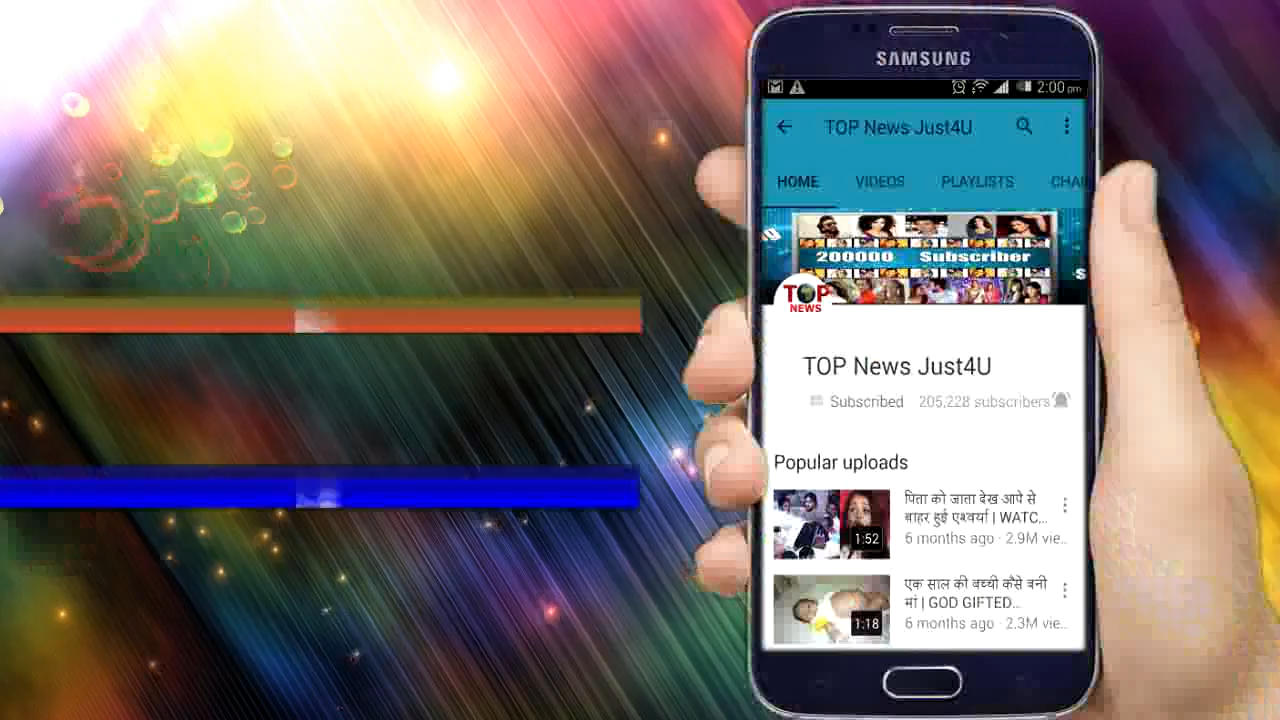 SAMSUNG
2:00 pm
TOP News Just4U
HOME VIDEOS PLAYLISTS CHA
200000 Subscriber
TOP
NEWS
TOP News Just4U
Subscribed 205,228 subscribers
Popular uploads
पिता को जाता देख आपे से
बाहर हुई एश्वर्या | WATC...
1:52
6 months ago · 2.9M vie..
एक साल की बच्ची कैसे बनी
मां | GOD GIFTED...
1:18
6 months ago · 2.3M vie..